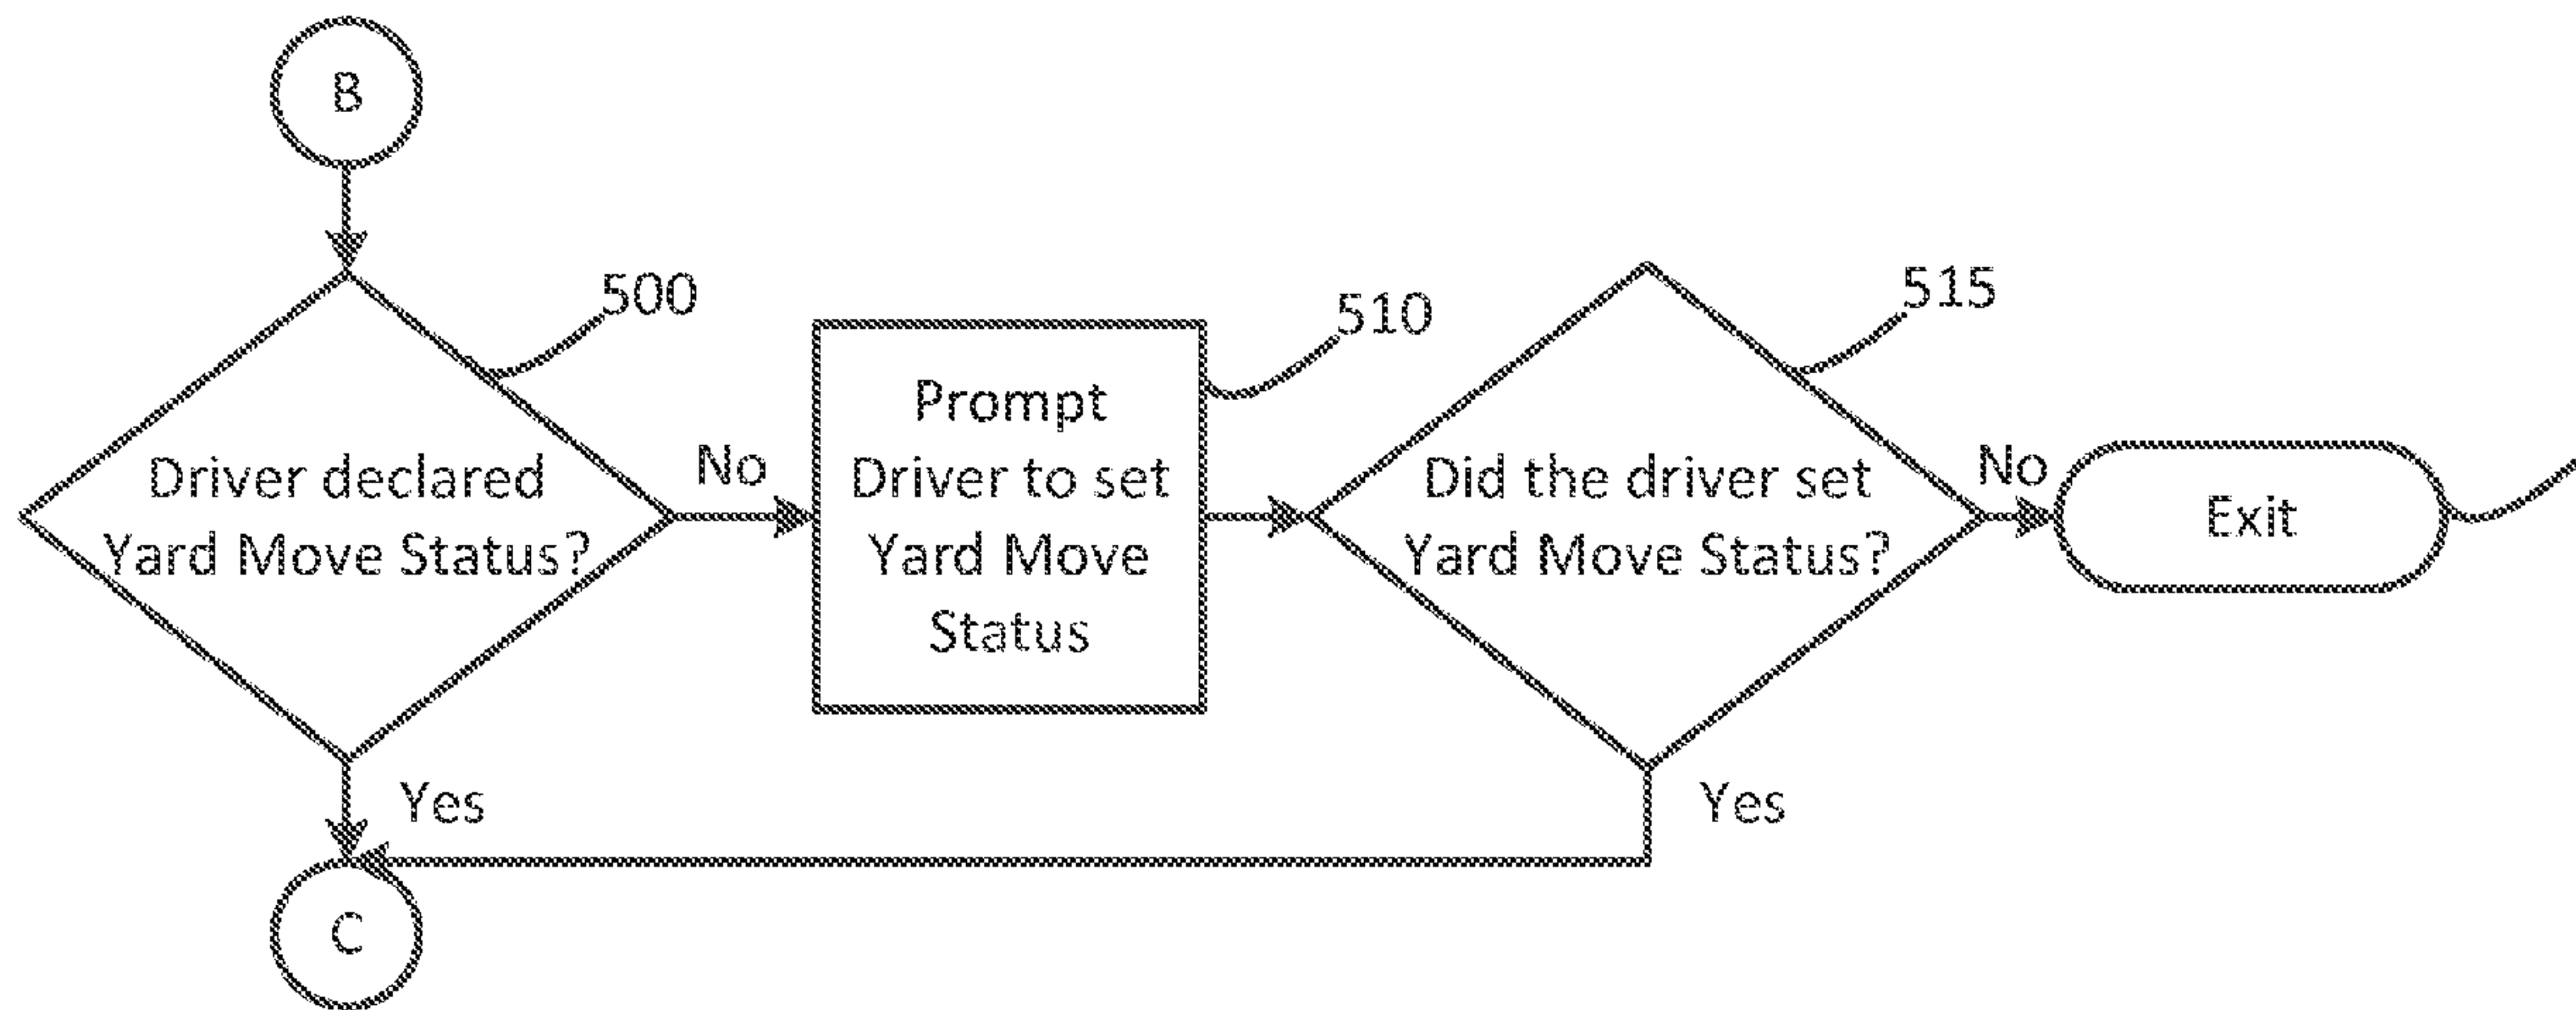 B
500
Driver declared
Yard Move Status?
No
510
Prompt
Driver to set
Yard Move
Status
515
Did the driver set
Yard Move Status?
No
Exit
Yes
Yes
C